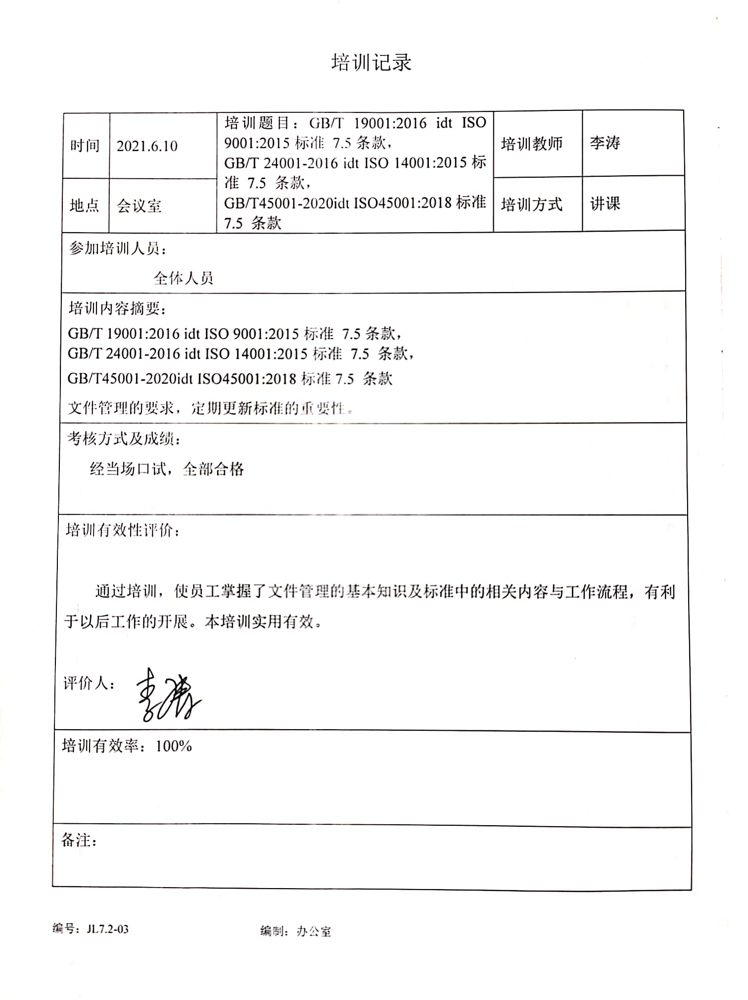 培训记录
时间
2021.6.10
培训题目：GB/T 19001:2016 idt ISO
9001:2015 标准 7.5 条款，
GB/T 24001-2016 idt ISO 14001:2015 标
准 7.5 条款，
GB/T45001-2020idt ISO45001:2018 标准
7.5 条款
培训教师
李涛
地点
会议室
培训方式
讲课
参加培训人员：
全体人员
培训内容摘要：
GB/T 19001:2016 idt ISO 9001:2015 标准 7.5 条款，
GB/T 24001-2016 idt ISO 14001:2015 标准 7.5 条款，
GB/T45001-2020idt ISO45001:2018 标准 7.5 条款
文件管理的要求，定期更新标准的重要性。
考核方式及成绩：
经当场口试，全部合格
培训有效性评价：
通过培训，使员工掌握了文件管理的基本知识及标准中的相关内容与工作流程，有利
于以后工作的开展。本培训实用有效。
评价人：李涛
培训有效率：100%
备注：
编号：JL7.2-03 编制：办公室